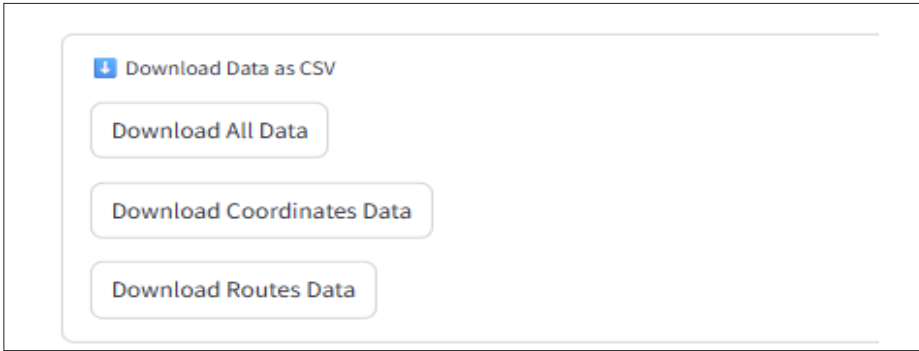 ⬇️ Download Data as CSV
Download All Data
Download Coordinates Data
Download Routes Data